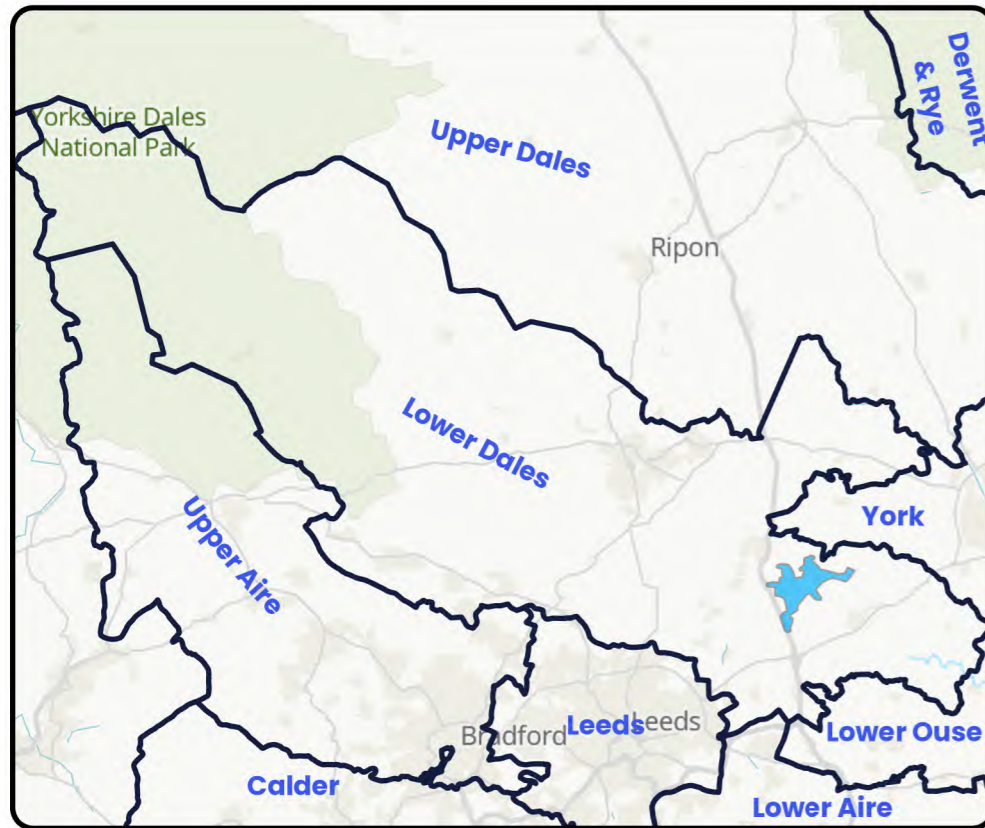 Derwent
& Rye
Yorkshire Dales
National Park
Upper Dales
Ripon
Lower Dales
Upper Aire
York
Bradford
Leeds
Leeds
Lower Ouse
Calder
Lower Aire